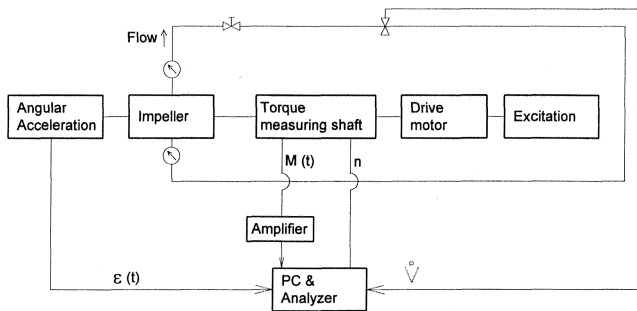 Flow
Angular
Acceleration
Impeller
Torque
measuring shaft
Drive
motor
Excitation
M (t)
n
Amplifier
ε (t)
PC &
Analyzer
V̊